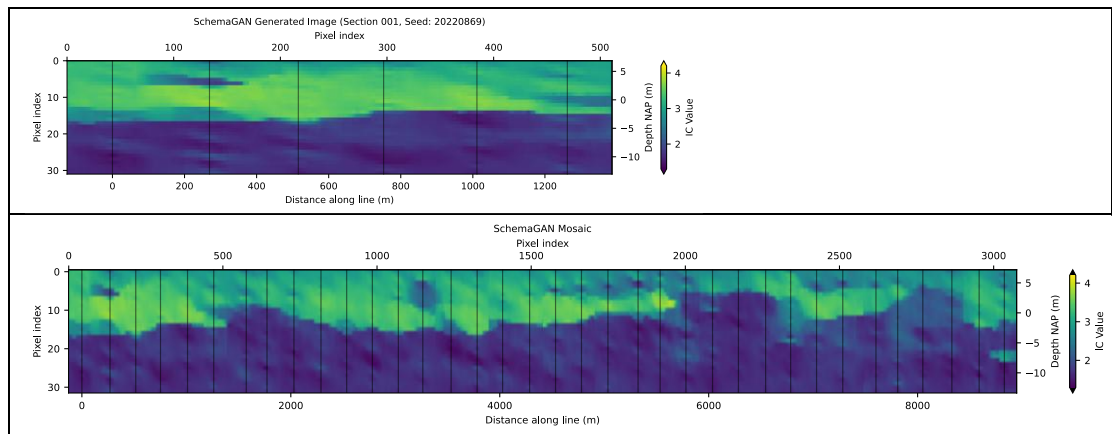 SchemaGAN Generated Image (Section 001, Seed: 20220869)
Pixel index
0 100 200 300 400 500
Pixel index
0
10
20
30
5
0
−5
−10
Depth NAP (m)
4
3
2
IC Value
0 200 400 600 800 1000 1200
Distance along line (m)
SchemaGAN Mosaic
Pixel index
0 500 1000 1500 2000 2500 3000
Pixel index
0
10
20
30
5
0
−5
−10
Depth NAP (m)
4
3
2
IC Value
0 2000 4000 6000 8000
Distance along line (m)